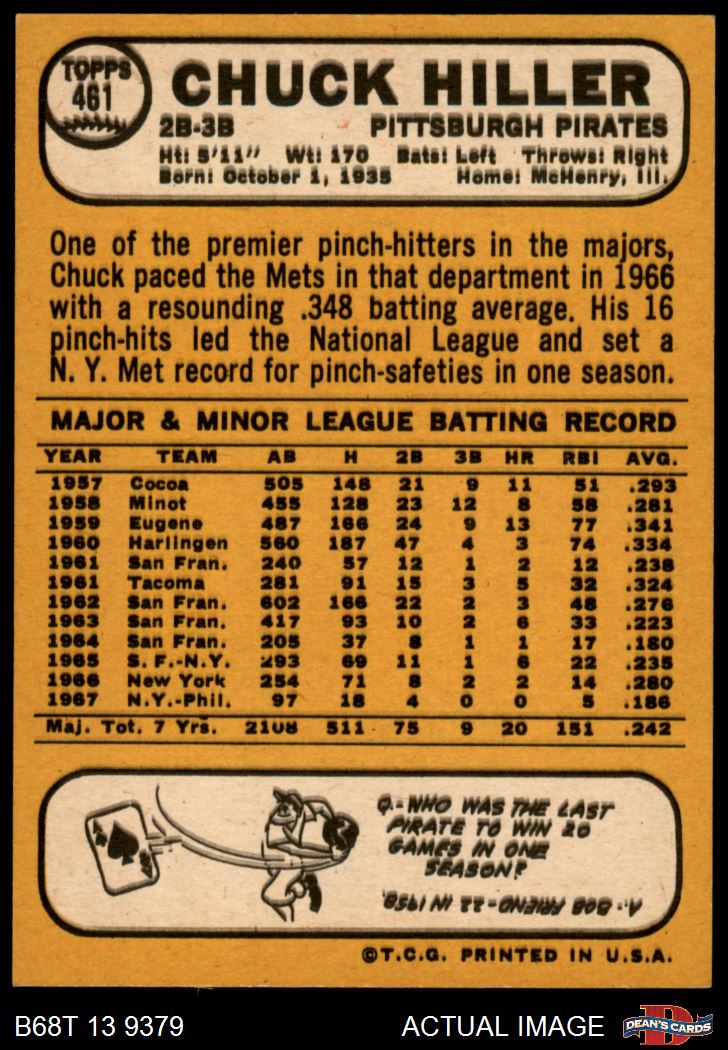 TOPPS
461
CHUCK HILLER
2B-3B PITTSBURGH PIRATES
Ht: 5'11" Wt: 170 Bats: Left Throws: Right
Born: October 1, 1935 Home: McHenry, Ill.
One of the premier pinch-hitters in the majors,
Chuck paced the Mets in that department in 1966
with a resounding .348 batting average. His 16
pinch-hits led the National League and set a
N. Y. Met record for pinch-safeties in one season.
MAJOR & MINOR LEAGUE BATTING RECORD
YEAR TEAM AB H 2B 3B HR RBI AVG.
1957 Cocoa 505 148 21 9 11 51 .293
1958 Minot 455 128 23 12 8 58 .281
1959 Eugene 487 166 24 9 13 77 .341
1960 Harlingen 560 187 47 4 3 74 .334
1961 San Fran. 240 57 12 1 2 12 .238
1961 Tacoma 281 91 15 3 5 32 .324
1962 San Fran. 602 166 22 2 3 48 .276
1963 San Fran. 417 93 10 2 6 33 .223
1964 San Fran. 205 37 8 1 1 17 .180
1965 S. F.-N.Y. 293 69 11 1 6 22 .235
1966 New York 254 71 8 2 2 14 .280
1967 N.Y.-Phil. 97 18 4 0 0 5 .186
Maj. Tot. 7 Yrs. 2108 511 75 9 20 151 .242
Q.- WHO WAS THE LAST
PIRATE TO WIN 20
GAMES IN ONE
SEASON?
A.- BOB FRIEND - 22 IN 1958.
A
A
©T.C.G. PRINTED IN U.S.A.
B68T 13 9379 ACTUAL IMAGE
D
DEAN'S CARDS